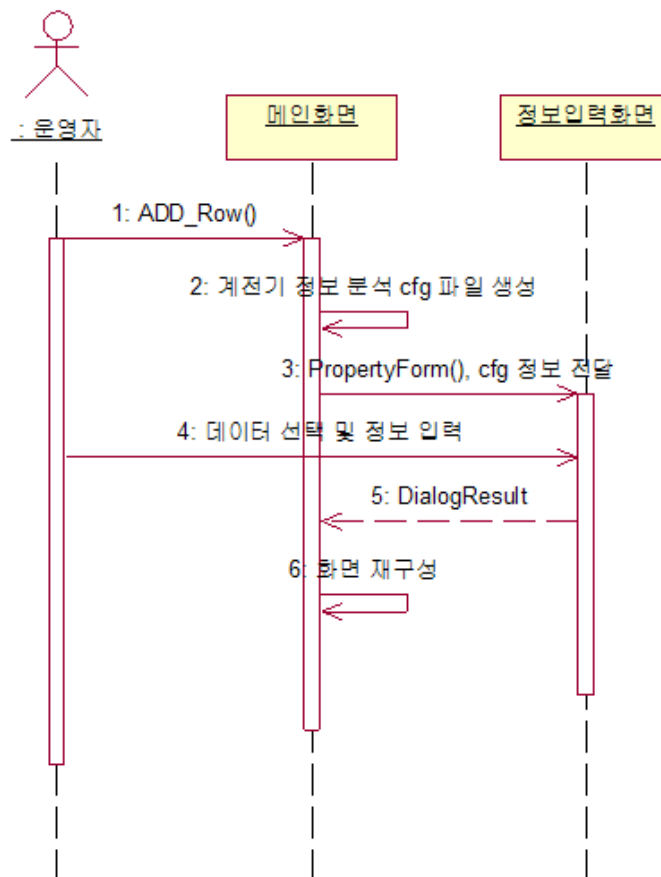 : 운영자
메인화면
정보입력화면
1: ADD_Row()
2: 계전기 정보 분석 cfg 파일 생성
3: PropertyForm(), cfg 정보 전달
4: 데이터 선택 및 정보 입력
5: DialogResult
6: 화면 재구성